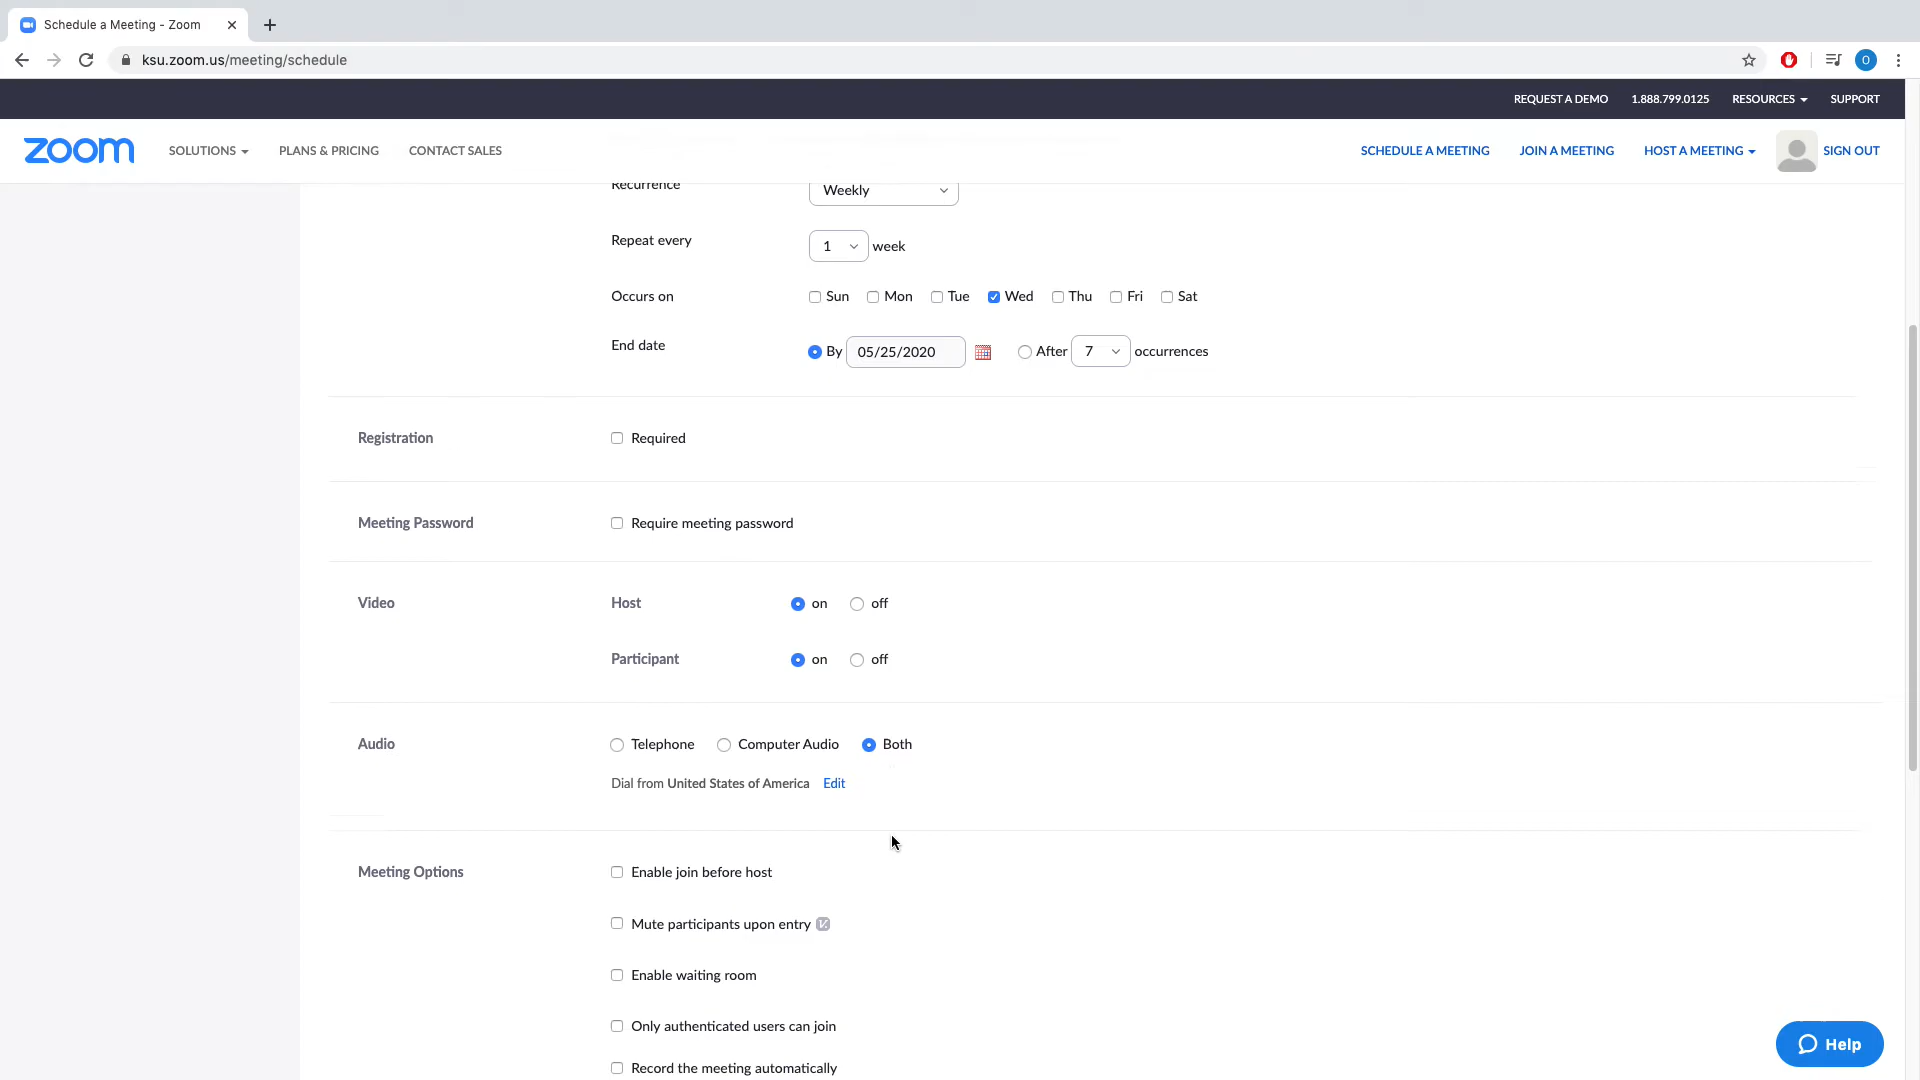 Schedule a Meeting - Zoom
ksu.zoom.us/meeting/schedule
O
REQUEST A DEMO 1.888.799.0125 RESOURCES SUPPORT
zoom SOLUTIONS PLANS & PRICING CONTACT SALES SCHEDULE A MEETING JOIN A MEETING HOST A MEETING SIGN OUT
Recurrence Weekly
Repeat every 1 week
Occurs on Sun Mon Tue Wed Thu Fri Sat
End date By 05/25/2020 After 7 occurrences
Registration Required
Meeting Password Require meeting password
Video Host on off
Participant on off
Audio Telephone Computer Audio Both
Dial from United States of America Edit
Meeting Options Enable join before host
Mute participants upon entry
Enable waiting room
Only authenticated users can join
Record the meeting automatically
Help